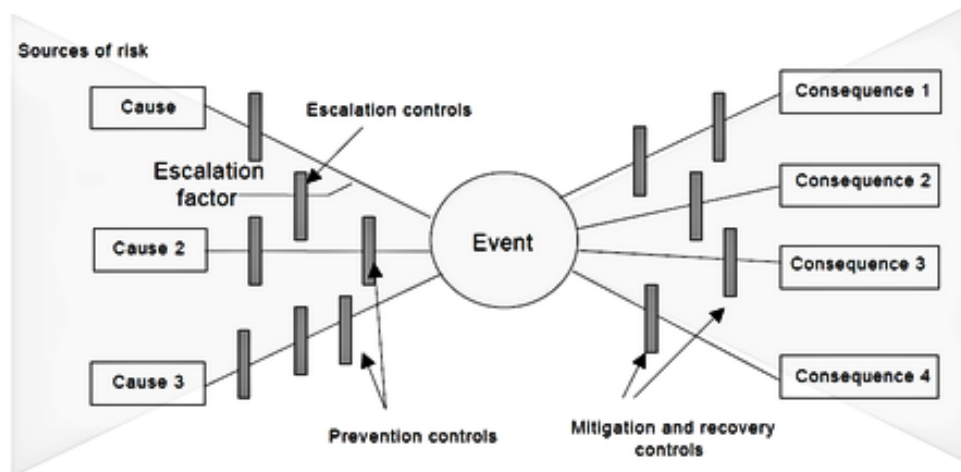 Sources of risk
Cause
Escalation controls
Escalation
factor
Cause 2
Cause 3
Prevention controls
Event
Consequence 1
Consequence 2
Consequence 3
Consequence 4
Mitigation and recovery
controls